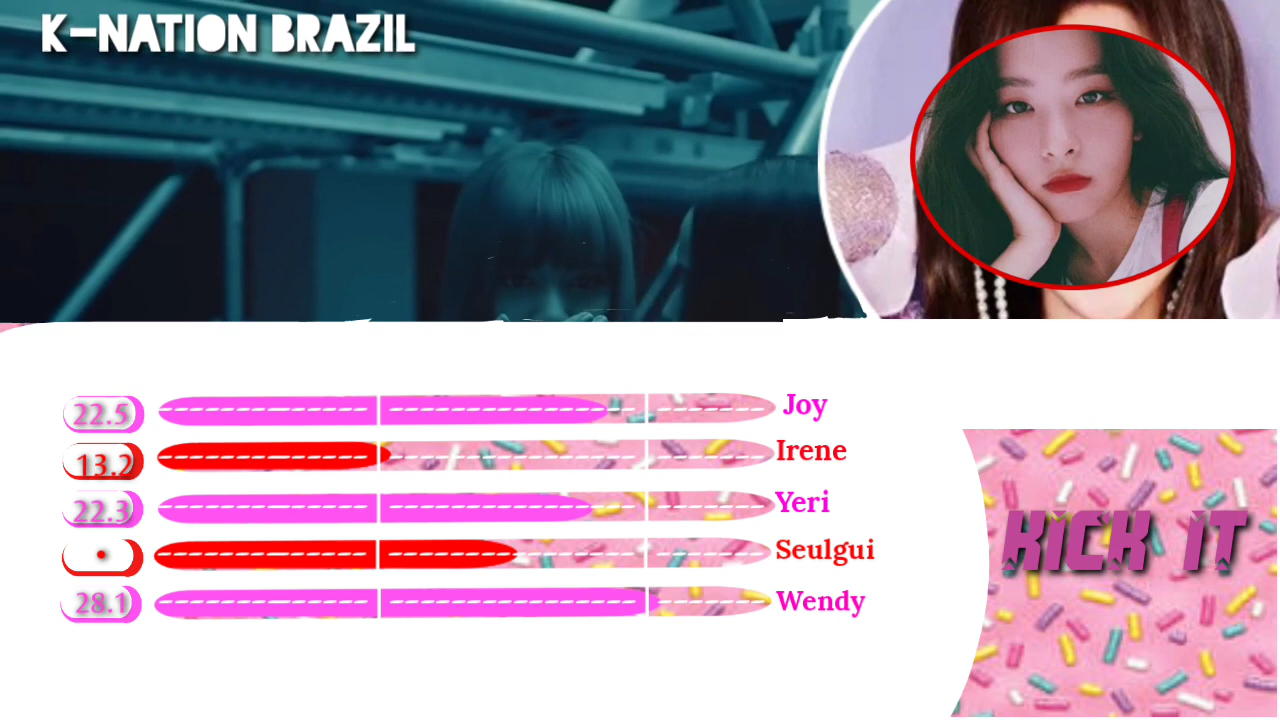 K-NATION BRAZIL
22.5 Joy
13.2 Irene
22.3 Yeri
• Seulgui
28.1 Wendy
KICK IT